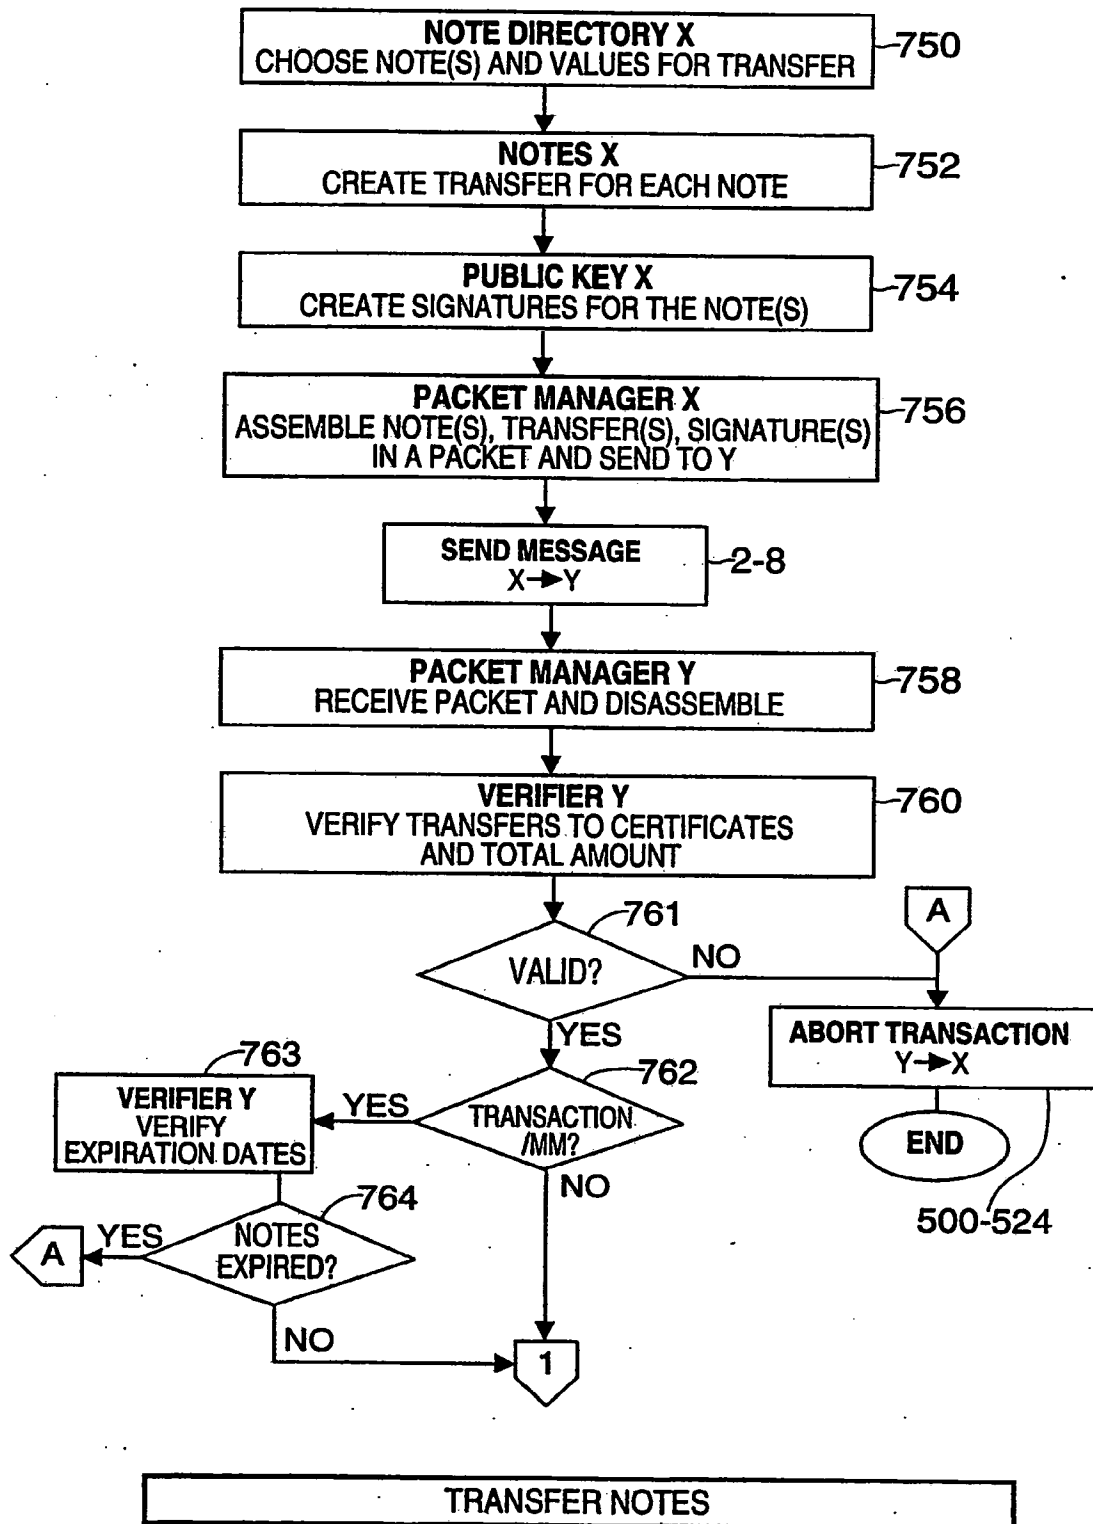 NOTE DIRECTORY X
CHOOSE NOTE(S) AND VALUES FOR TRANSFER
750
NOTES X
CREATE TRANSFER FOR EACH NOTE
752
PUBLIC KEY X
CREATE SIGNATURES FOR THE NOTE(S)
754
PACKET MANAGER X
ASSEMBLE NOTE(S), TRANSFER(S), SIGNATURE(S)
IN A PACKET AND SEND TO Y
756
SEND MESSAGE
X→Y
2-8
PACKET MANAGER Y
RECEIVE PACKET AND DISASSEMBLE
758
VERIFIER Y
VERIFY TRANSFERS TO CERTIFICATES
AND TOTAL AMOUNT
760
761
VALID?
NO
YES
A
ABORT TRANSACTION
Y→X
END
500-524
762
TRANSACTION
/MM?
YES
NO
763
VERIFIER Y
VERIFY
EXPIRATION DATES
764
NOTES
EXPIRED?
YES
A
NO
1
TRANSFER NOTES